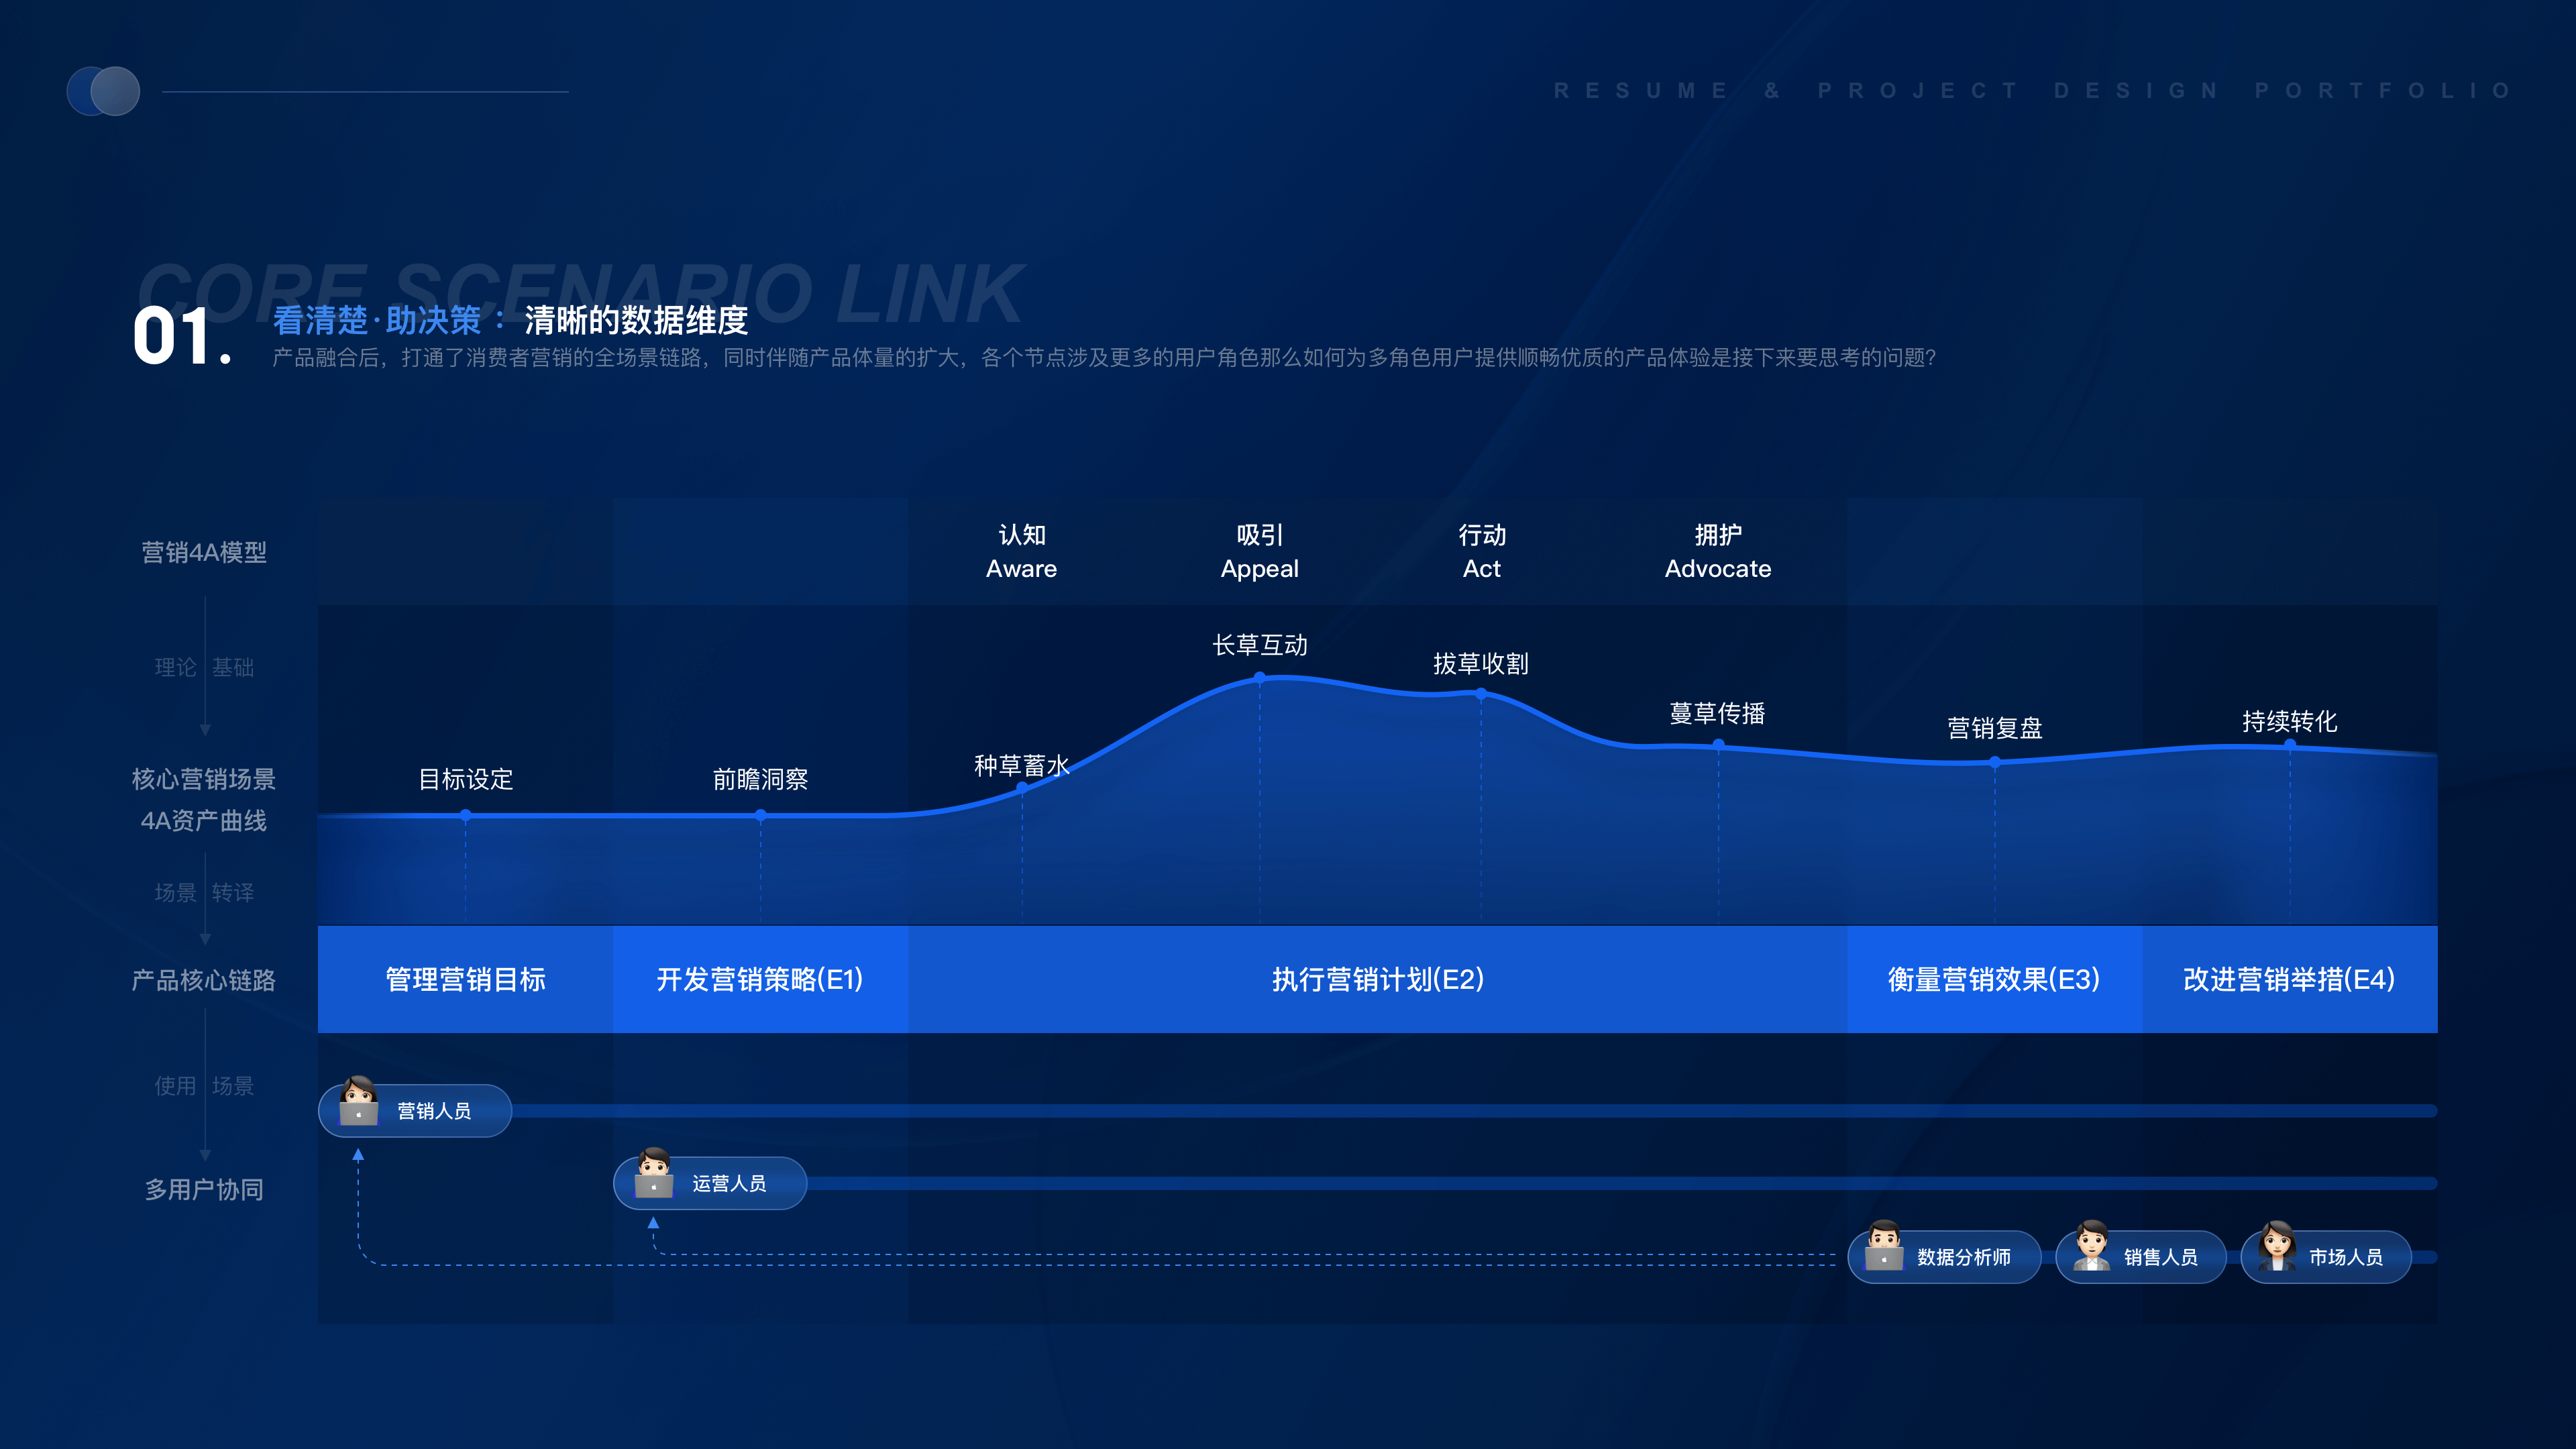 RESUME & PROJECT DESIGN PORTFOLIO
CORE SCENARIO LINK
01.
看清楚·助决策：清晰的数据维度
产品融合后，打通了消费者营销的全场景链路，同时伴随产品体量的扩大，各个节点涉及更多的用户角色那么如何为多角色用户提供顺畅优质的产品体验是接下来要思考的问题?
营销4A模型
认知
Aware
吸引
Appeal
行动
Act
拥护
Advocate
理论 基础
核心营销场景
4A资产曲线
目标设定
前瞻洞察
种草蓄水
长草互动
拔草收割
蔓草传播
营销复盘
持续转化
场景 转译
产品核心链路
管理营销目标
开发营销策略(E1)
执行营销计划(E2)
衡量营销效果(E3)
改进营销举措(E4)
使用 场景
多用户协同
营销人员
运营人员
数据分析师
销售人员
市场人员